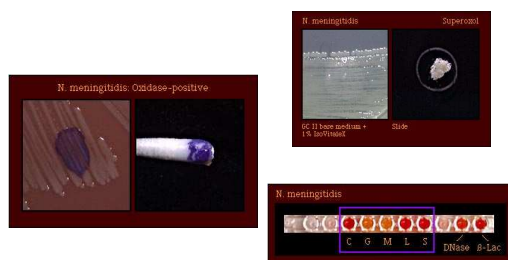 N. meningitidis: Oxidase-positive
N. meningitidis Superoxol
GC II base medium +
1% IsoVitaleX
Slide
N. meningitidis
C G M L S
DNase β-Lac